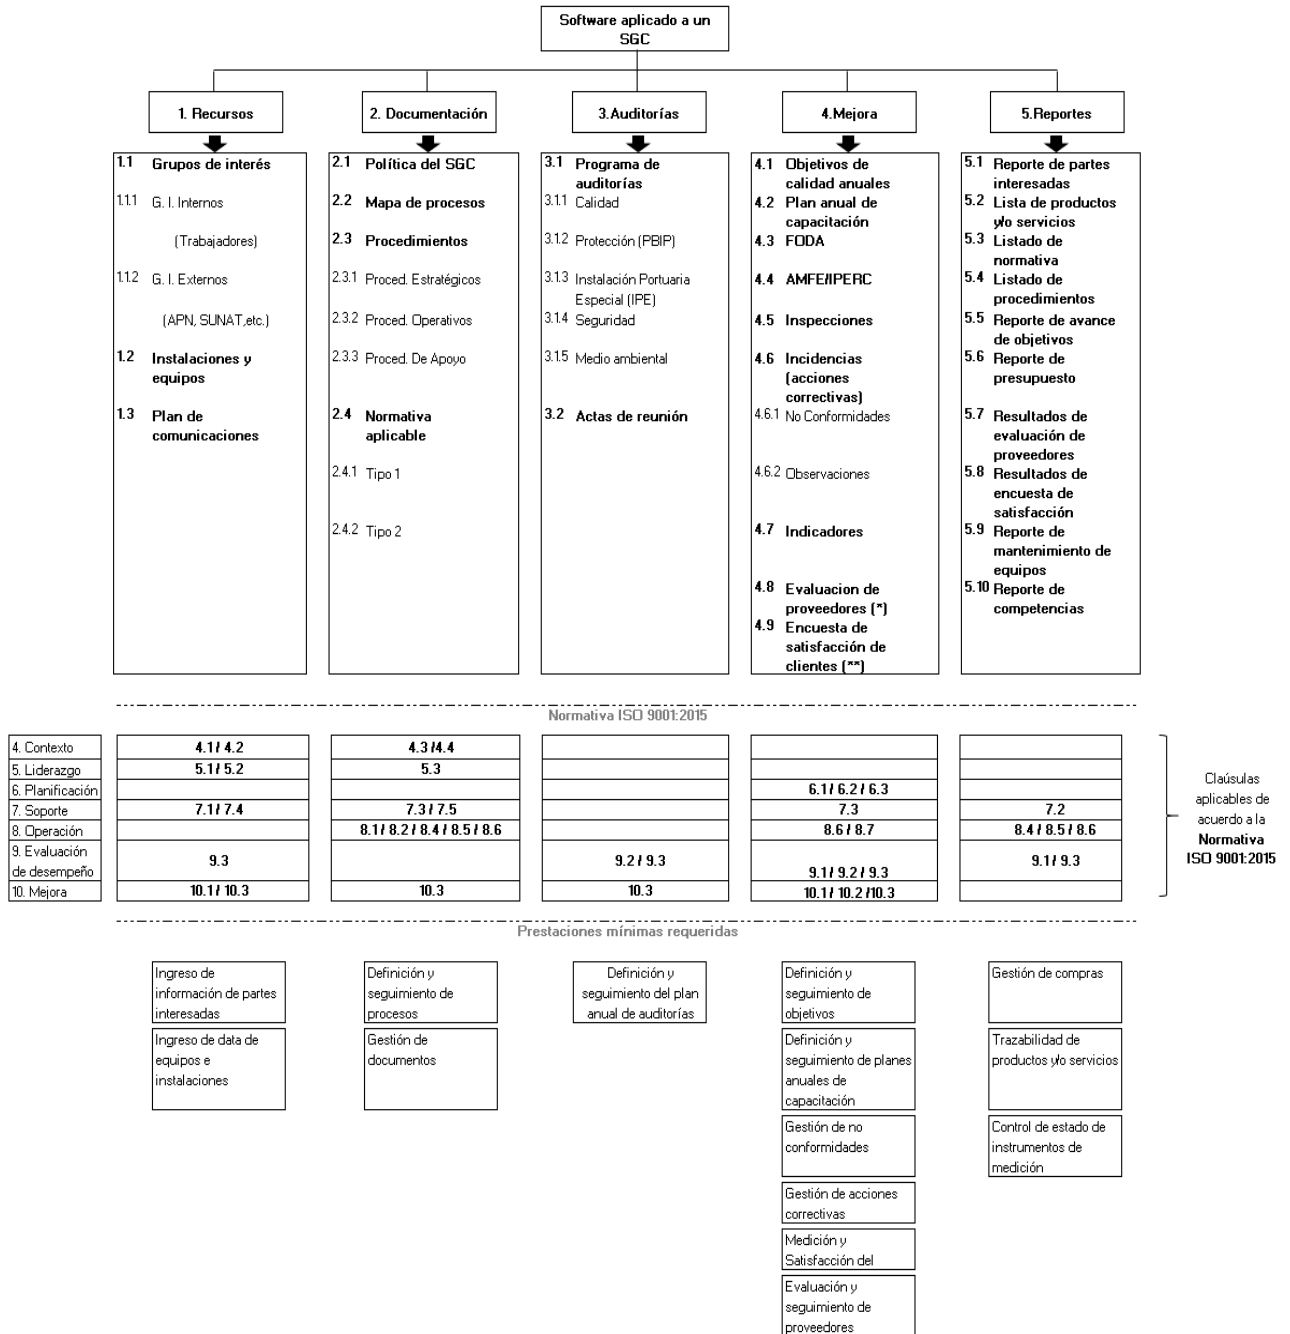 Software aplicado a un
SGC
1. Recursos
2. Documentación
3.Auditorías
4.Mejora
5.Reportes
1.1 Grupos de interés
1.1.1 G. I. Internos
(Trabajadores)
1.1.2 G. I. Externos
(APN, SUNAT,etc.)
1.2 Instalaciones y
equipos
1.3 Plan de
comunicaciones
2.1 Política del SGC
2.2 Mapa de procesos
2.3 Procedimientos
2.3.1 Proced. Estratégicos
2.3.2 Proced. Operativos
2.3.3 Proced. De Apoyo
2.4 Normativa
aplicable
2.4.1 Tipo 1
2.4.2 Tipo 2
3.1 Programa de
auditorías
3.1.1 Calidad
3.1.2 Protección (PBIP)
3.1.3 Instalación Portuaria
Especial (IPE)
3.1.4 Seguridad
3.1.5 Medio ambiental
3.2 Actas de reunión
4.1 Objetivos de
calidad anuales
4.2 Plan anual de
capacitación
4.3 FODA
4.4 AMFE/IPERC
4.5 Inspecciones
4.6 Incidencias
(acciones
correctivas)
4.6.1 No Conformidades
4.6.2 Observaciones
4.7 Indicadores
4.8 Evaluacion de
proveedores (*)
4.9 Encuesta de
satisfacción de
clientes (**)
5.1 Reporte de partes
interesadas
5.2 Lista de productos
y/o servicios
5.3 Listado de
normativa
5.4 Listado de
procedimientos
5.5 Reporte de avance
de objetivos
5.6 Reporte de
presupuesto
5.7 Resultados de
evaluación de
proveedores
5.8 Resultados de
encuesta de
satisfacción
5.9 Reporte de
mantenimiento de
equipos
5.10 Reporte de
competencias
Normativa ISO 9001:2015
4. Contexto 4.1 / 4.2 4.3 /4.4
5. Liderazgo 5.1 / 5.2 5.3
6. Planificación 6.1 / 6.2 / 6.3
7. Soporte 7.1 / 7.4 7.3 / 7.5 7.3 7.2
8. Operación 8.1 / 8.2 / 8.4 / 8.5 / 8.6 8.6 / 8.7 8.4 / 8.5 / 8.6
9. Evaluación
de desempeño 9.3 9.2 / 9.3 9.1 / 9.2 / 9.3 9.1 / 9.3
10. Mejora 10.1 / 10.3 10.3 10.3 10.1 / 10.2 /10.3
Claúsulas
aplicables de
acuerdo a la
Normativa
ISO 9001:2015
Prestaciones mínimas requeridas
Ingreso de
información de partes
interesadas
Ingreso de data de
equipos e
instalaciones
Definición y
seguimiento de
procesos
Gestión de
documentos
Definición y
seguimiento del plan
anual de auditorías
Definición y
seguimiento de
objetivos
Definición y
seguimiento de planes
anuales de
capacitación
Gestión de no
conformidades
Gestión de acciones
correctivas
Medición y
Satisfacción del
Evaluación y
seguimiento de
proveedores
Gestión de compras
Trazabilidad de
productos y/o servicios
Control de estado de
instrumentos de
medición